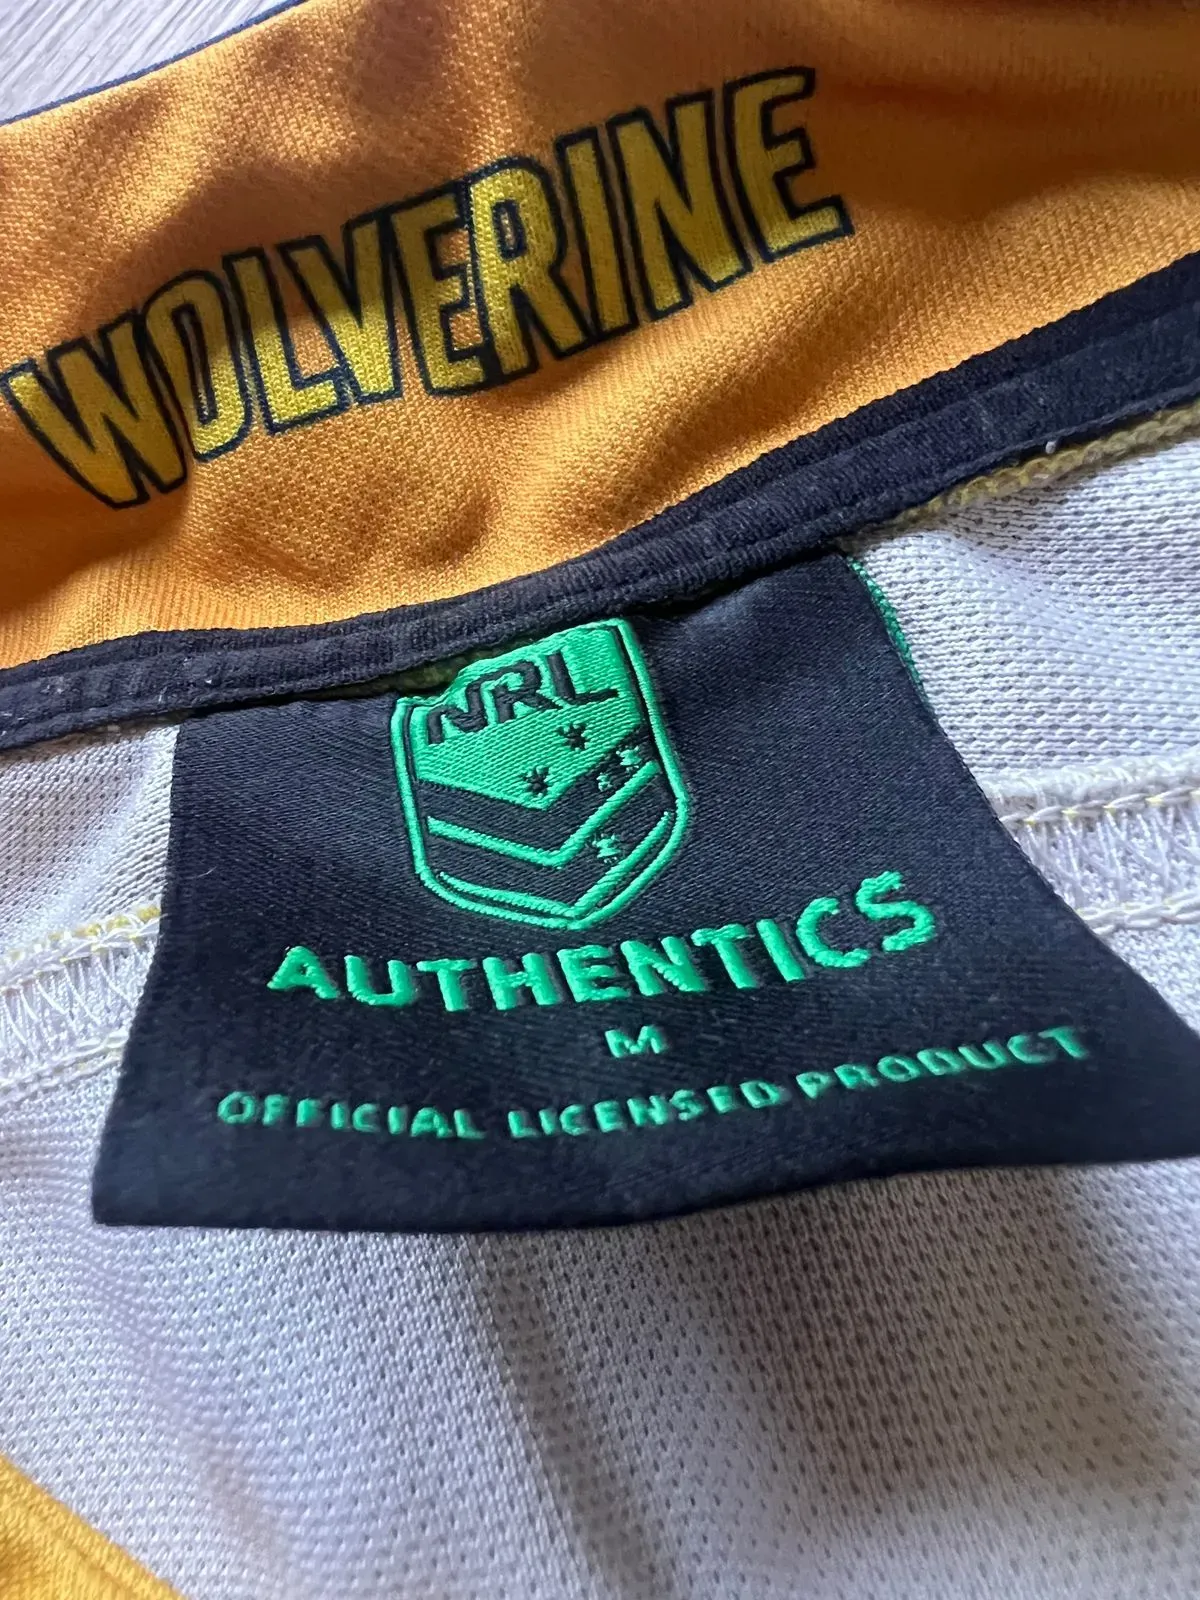 WOLVERINE
NRL
AUTHENTICS
M
OFFICIAL LICENSED PRODUCT